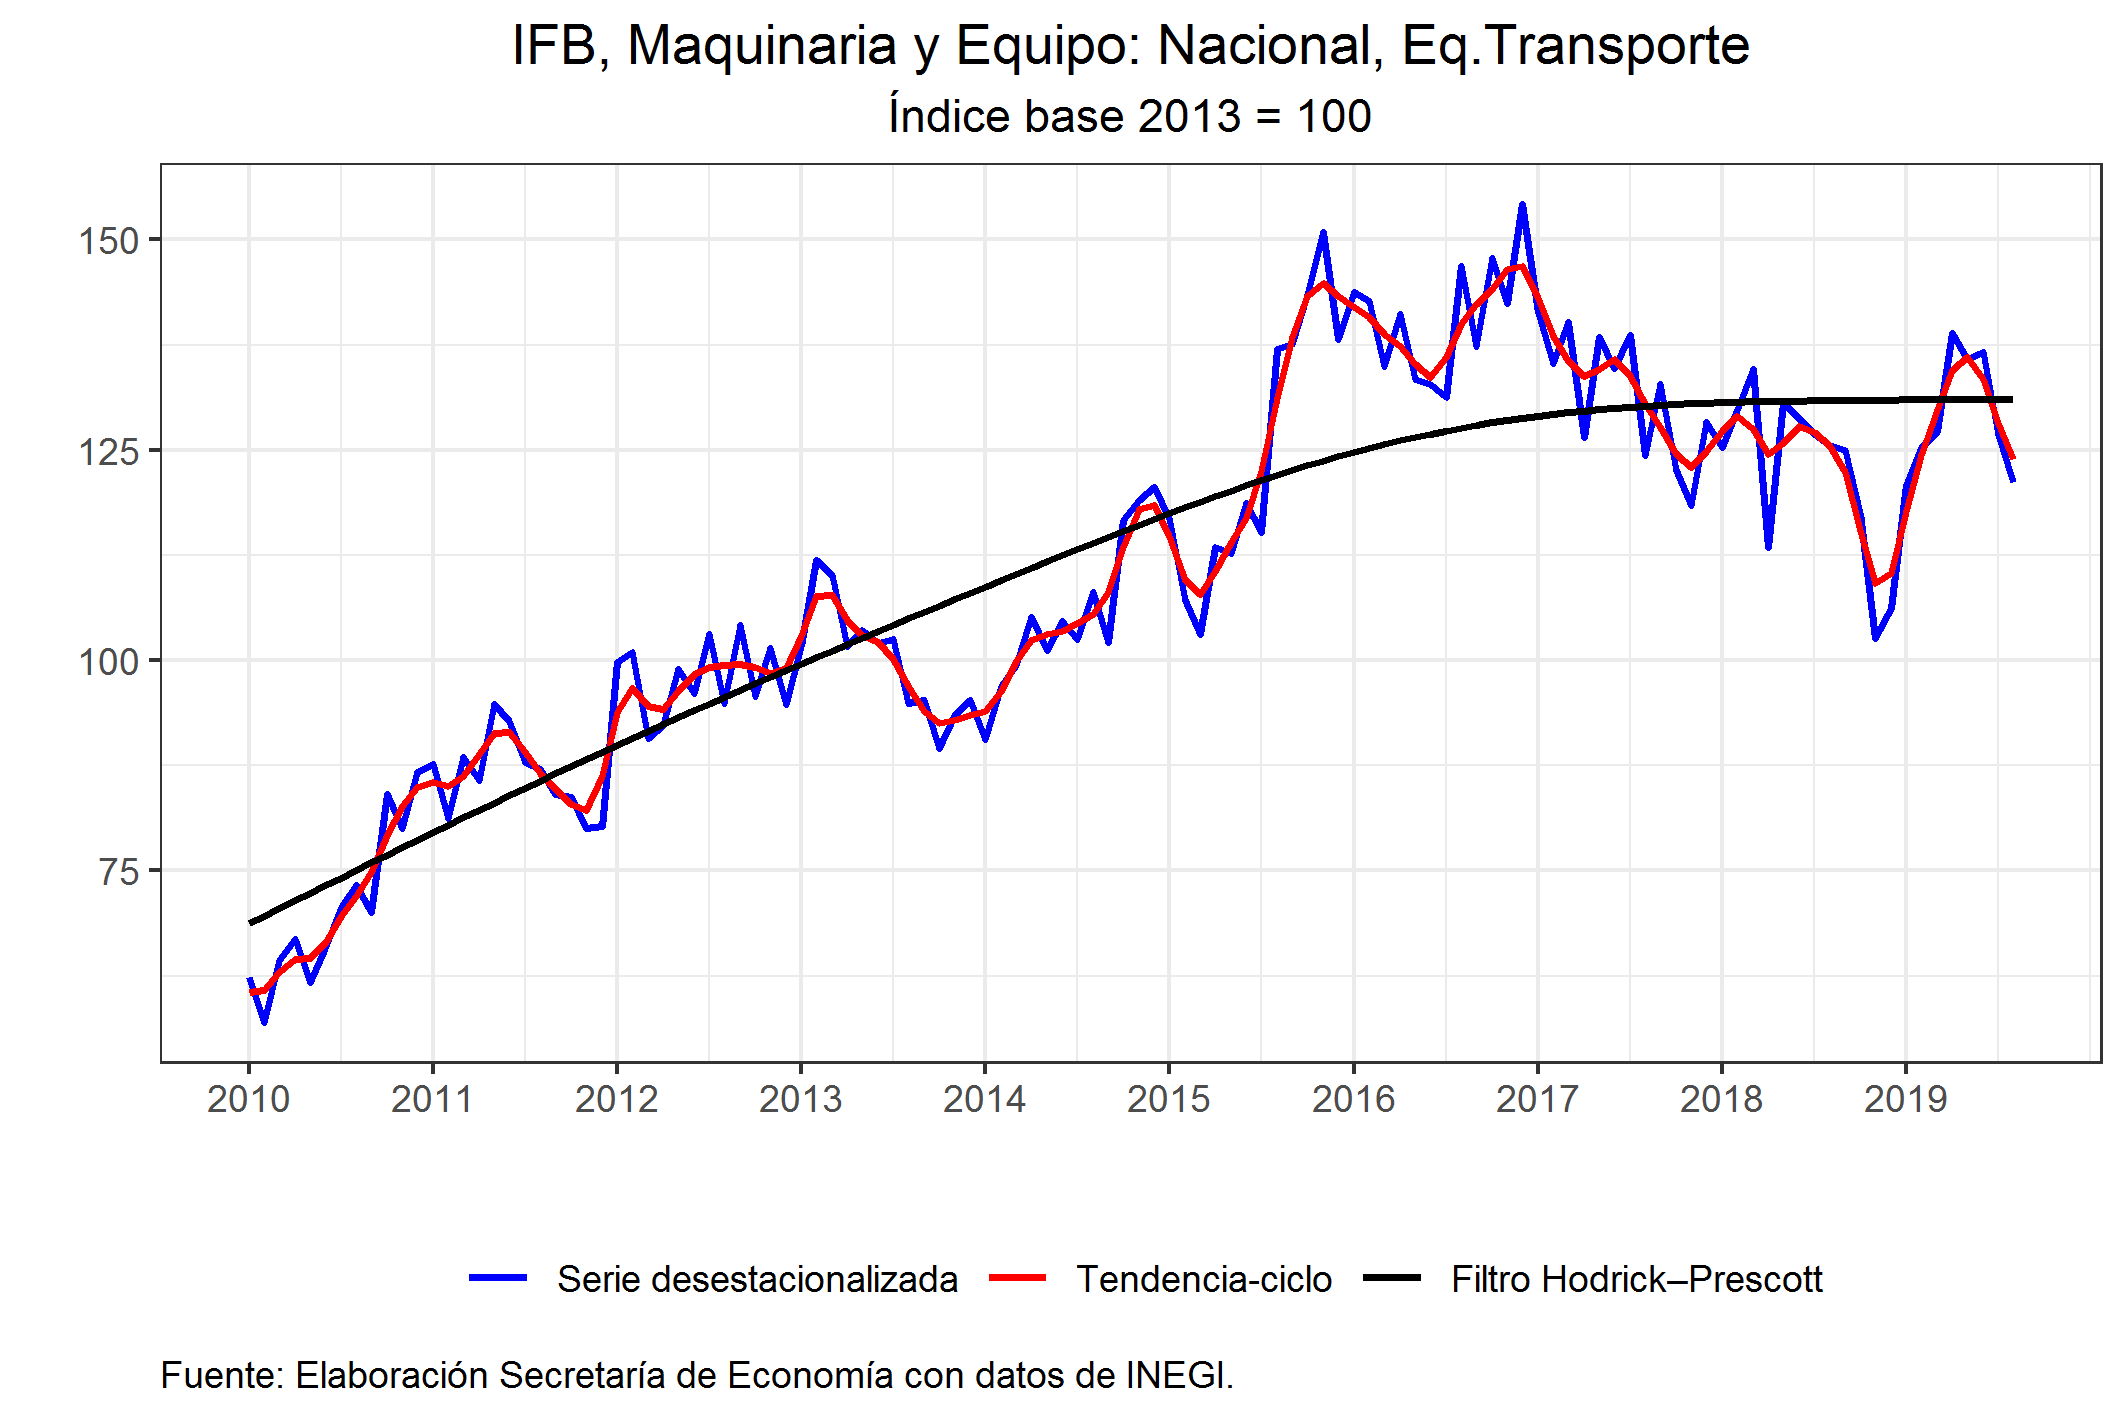 IFB, Maquinaria y Equipo: Nacional, Eq.Transporte
Índice base 2013 = 100
150
125
100
75
2010 2011 2012 2013 2014 2015 2016 2017 2018 2019
Serie desestacionalizada Tendencia-ciclo Filtro Hodrick–Prescott
Fuente: Elaboración Secretaría de Economía con datos de INEGI.